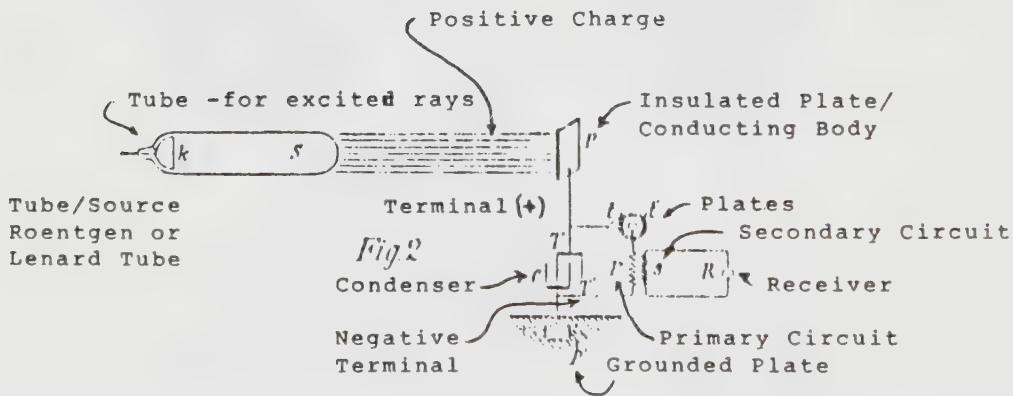 Positive Charge
Tube -for excited rays
Insulated Plate/
Conducting Body
k
S
P
Tube/Source
Roentgen or
Lenard Tube
Terminal (+)
Plates
Secondary Circuit
Fig. 2
T
t
t'
Condenser
c
P
s
R
Receiver
T'
Negative
Terminal
Primary Circuit
Grounded Plate